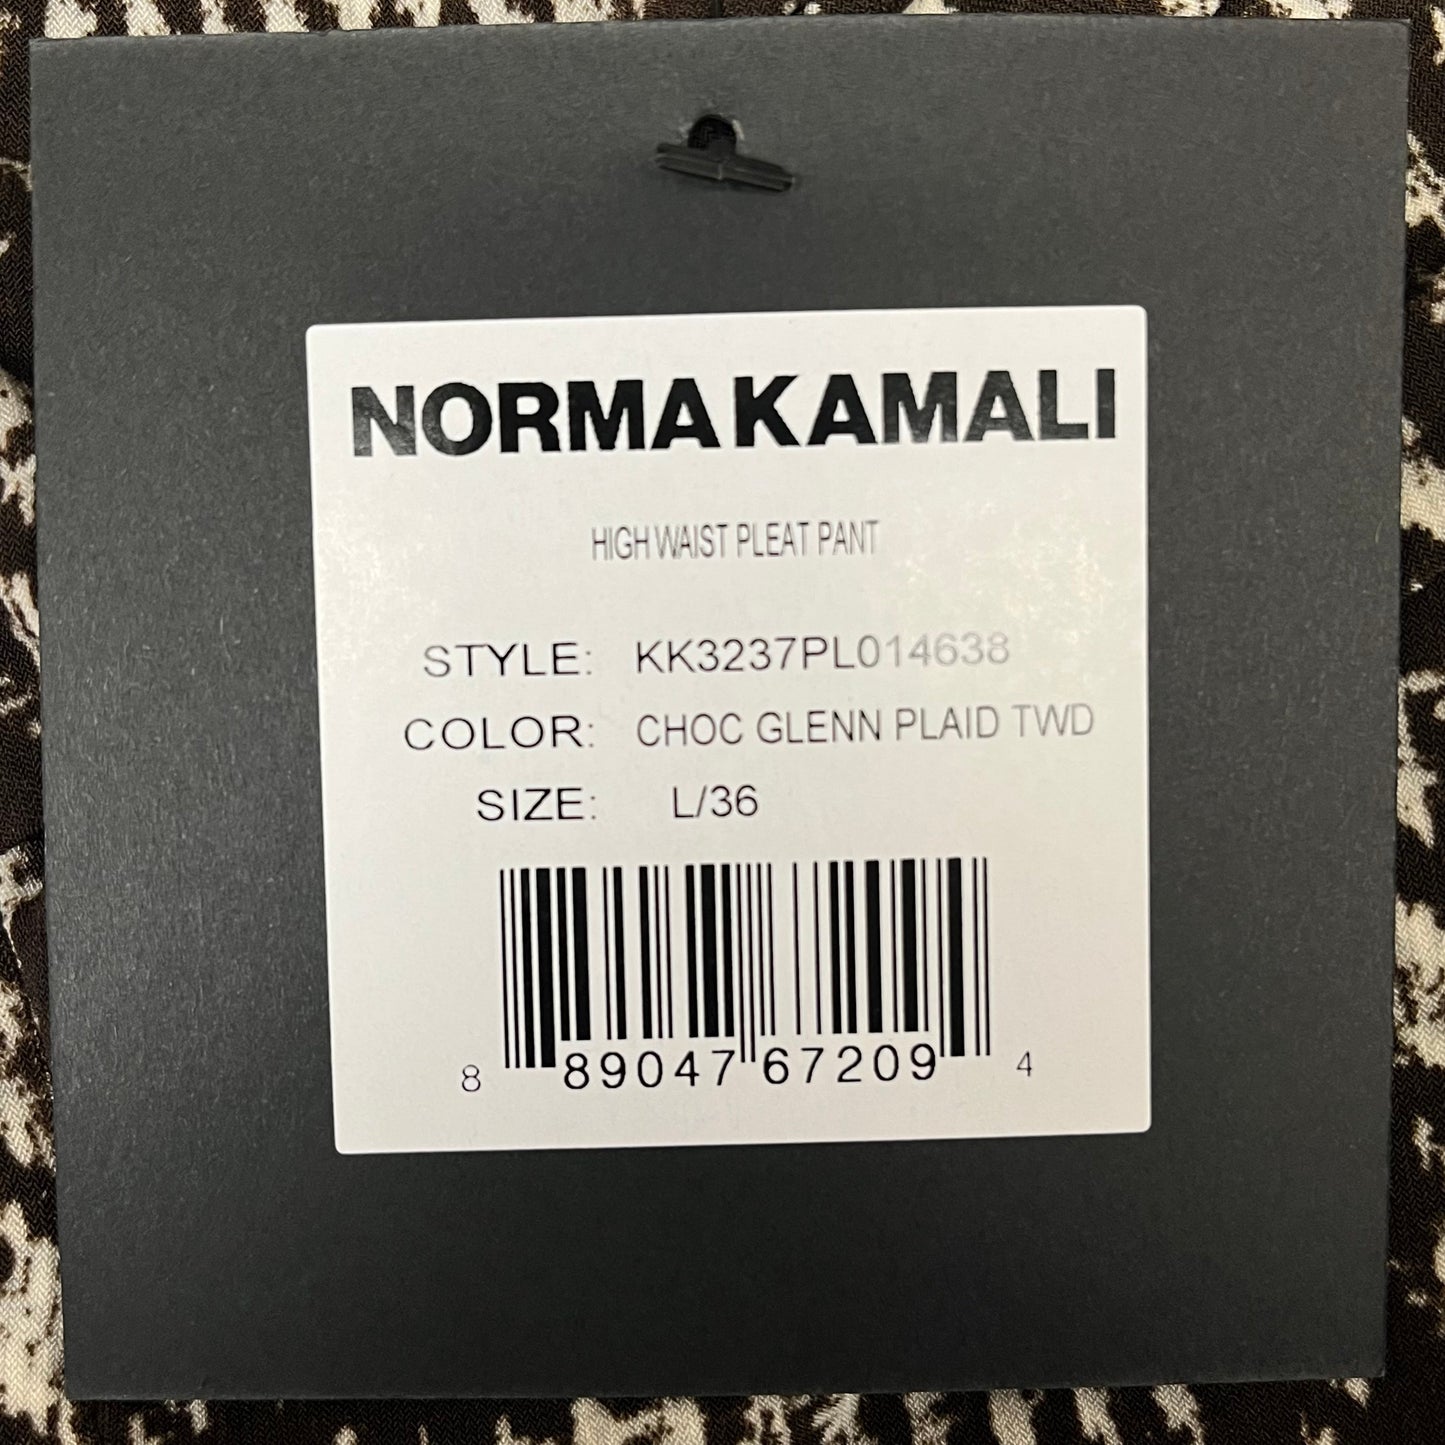 NORMA KAMALI
HIGH WAIST PLEAT PANT
STYLE: KK3237PL014638
COLOR: CHOC GLENN PLAID TWD
SIZE: L/36
8 89047 67209 4